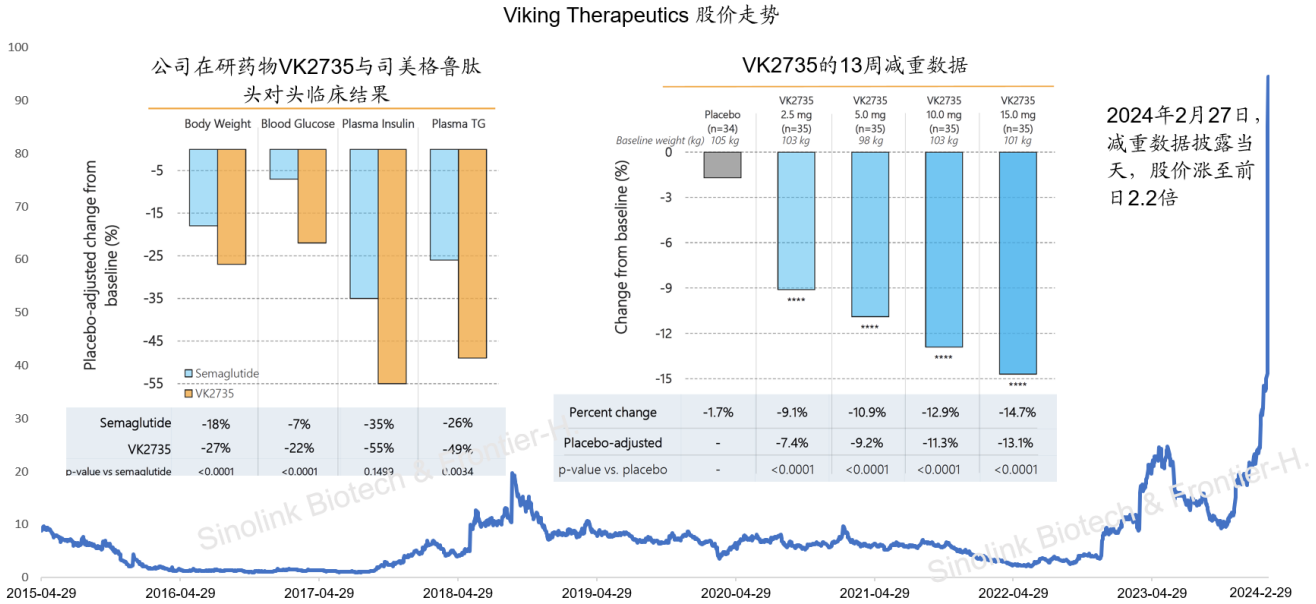 Viking Therapeutics 股价走势
100
90
80
70
60
50
40
30
20
10
0
2015-04-29 2016-04-29 2017-04-29 2018-04-29 2019-04-29 2020-04-29 2021-04-29 2022-04-29 2023-04-29 2024-2-29
公司在研药物VK2735与司美格鲁肽
头对头临床结果
Body Weight Blood Glucose Plasma Insulin Plasma TG
Placebo-adjusted change from
baseline (%)
-5
-15
-25
-35
-45
-55
Semaglutide
VK2735
Semaglutide -18% -7% -35% -26%
VK2735 -27% -22% -55% -49%
p-value vs semaglutide <0.0001 <0.0001 0.1493 0.0034
VK2735的13周减重数据
Placebo
(n=34)
VK2735
2.5 mg
(n=35)
VK2735
5.0 mg
(n=35)
VK2735
10.0 mg
(n=35)
VK2735
15.0 mg
(n=35)
Baseline weight (kg) 105 kg 103 kg 98 kg 103 kg 101 kg
Change from baseline (%)
0
-3
-6
-9
-12
-15
****
****
****
****
Percent change -1.7% -9.1% -10.9% -12.9% -14.7%
Placebo-adjusted - -7.4% -9.2% -11.3% -13.1%
p-value vs. placebo - <0.0001 <0.0001 <0.0001 <0.0001
2024年2月27日，
减重数据披露当
天，股价涨至前
日2.2倍
Sinolink Biotech & Frontier-H.
Sinolink Biotech & Frontier-H.